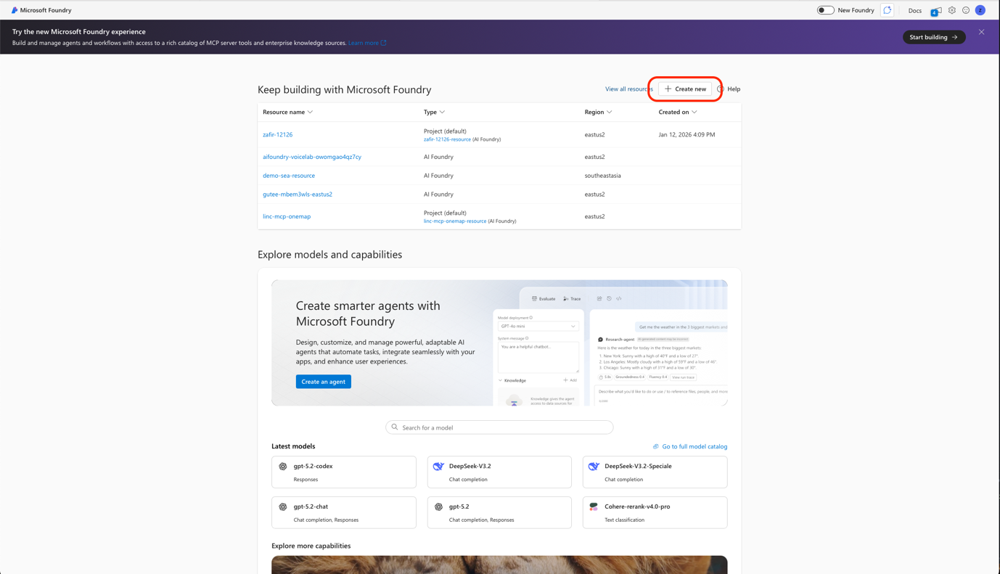 Microsoft Foundry
New Foundry
Docs
4
Z
Try the new Microsoft Foundry experience
Build and manage agents and workflows with access to a rich catalog of MCP server tools and enterprise knowledge sources. Learn more
Start building
Keep building with Microsoft Foundry
View all resources
Create new
Help
Resource name
Type
Region
Created on
zafir-12126
Project (default)
zafir-12126-resource (AI Foundry)
eastus2
Jan 12, 2026 4:09 PM
aifoundry-voicelab-owomgao4qz7cy
AI Foundry
eastus2
demo-sea-resource
AI Foundry
southeastasia
gutee-mbem3wls-eastus2
AI Foundry
eastus2
linc-mcp-onemap
Project (default)
linc-mcp-onemap-resource (AI Foundry)
eastus2
Explore models and capabilities
Create smarter agents with
Microsoft Foundry
Design, customize, and manage powerful, adaptable AI
agents that automate tasks, integrate seamlessly with your
apps, and enhance user experiences.
Create an agent
Evaluate
Trace
Model deployment
GPT-4o mini
System message
You are a helpful chatbot...
Knowledge
Add
Knowledge gives the agent
access to data sources for
Get me the weather in the 3 biggest markets and
Research-agent
AI generated content may be incorrect
Here is the weather for today in the three biggest markets:
1. New York: Sunny with a high of 40°F and a low of 27°.
2. Los Angeles: Mostly cloudy with a high of 59°F and a low of 46°
3. Chicago: Sunny with a high of 31°F and a low of 30°.
5.8s
Groundedness 0.4
Fluency 0.4
View run trace
Describe what you'd like to do or use / to reference files, people, and more
Search for a model
Latest models
Go to full model catalog
gpt-5.2-codex
Responses
DeepSeek-V3.2
Chat completion
DeepSeek-V3.2-Speciale
Chat completion
gpt-5.2-chat
Chat completion, Responses
gpt-5.2
Chat completion, Responses
Cohere-rerank-v4.0-pro
Text classification
Explore more capabilities